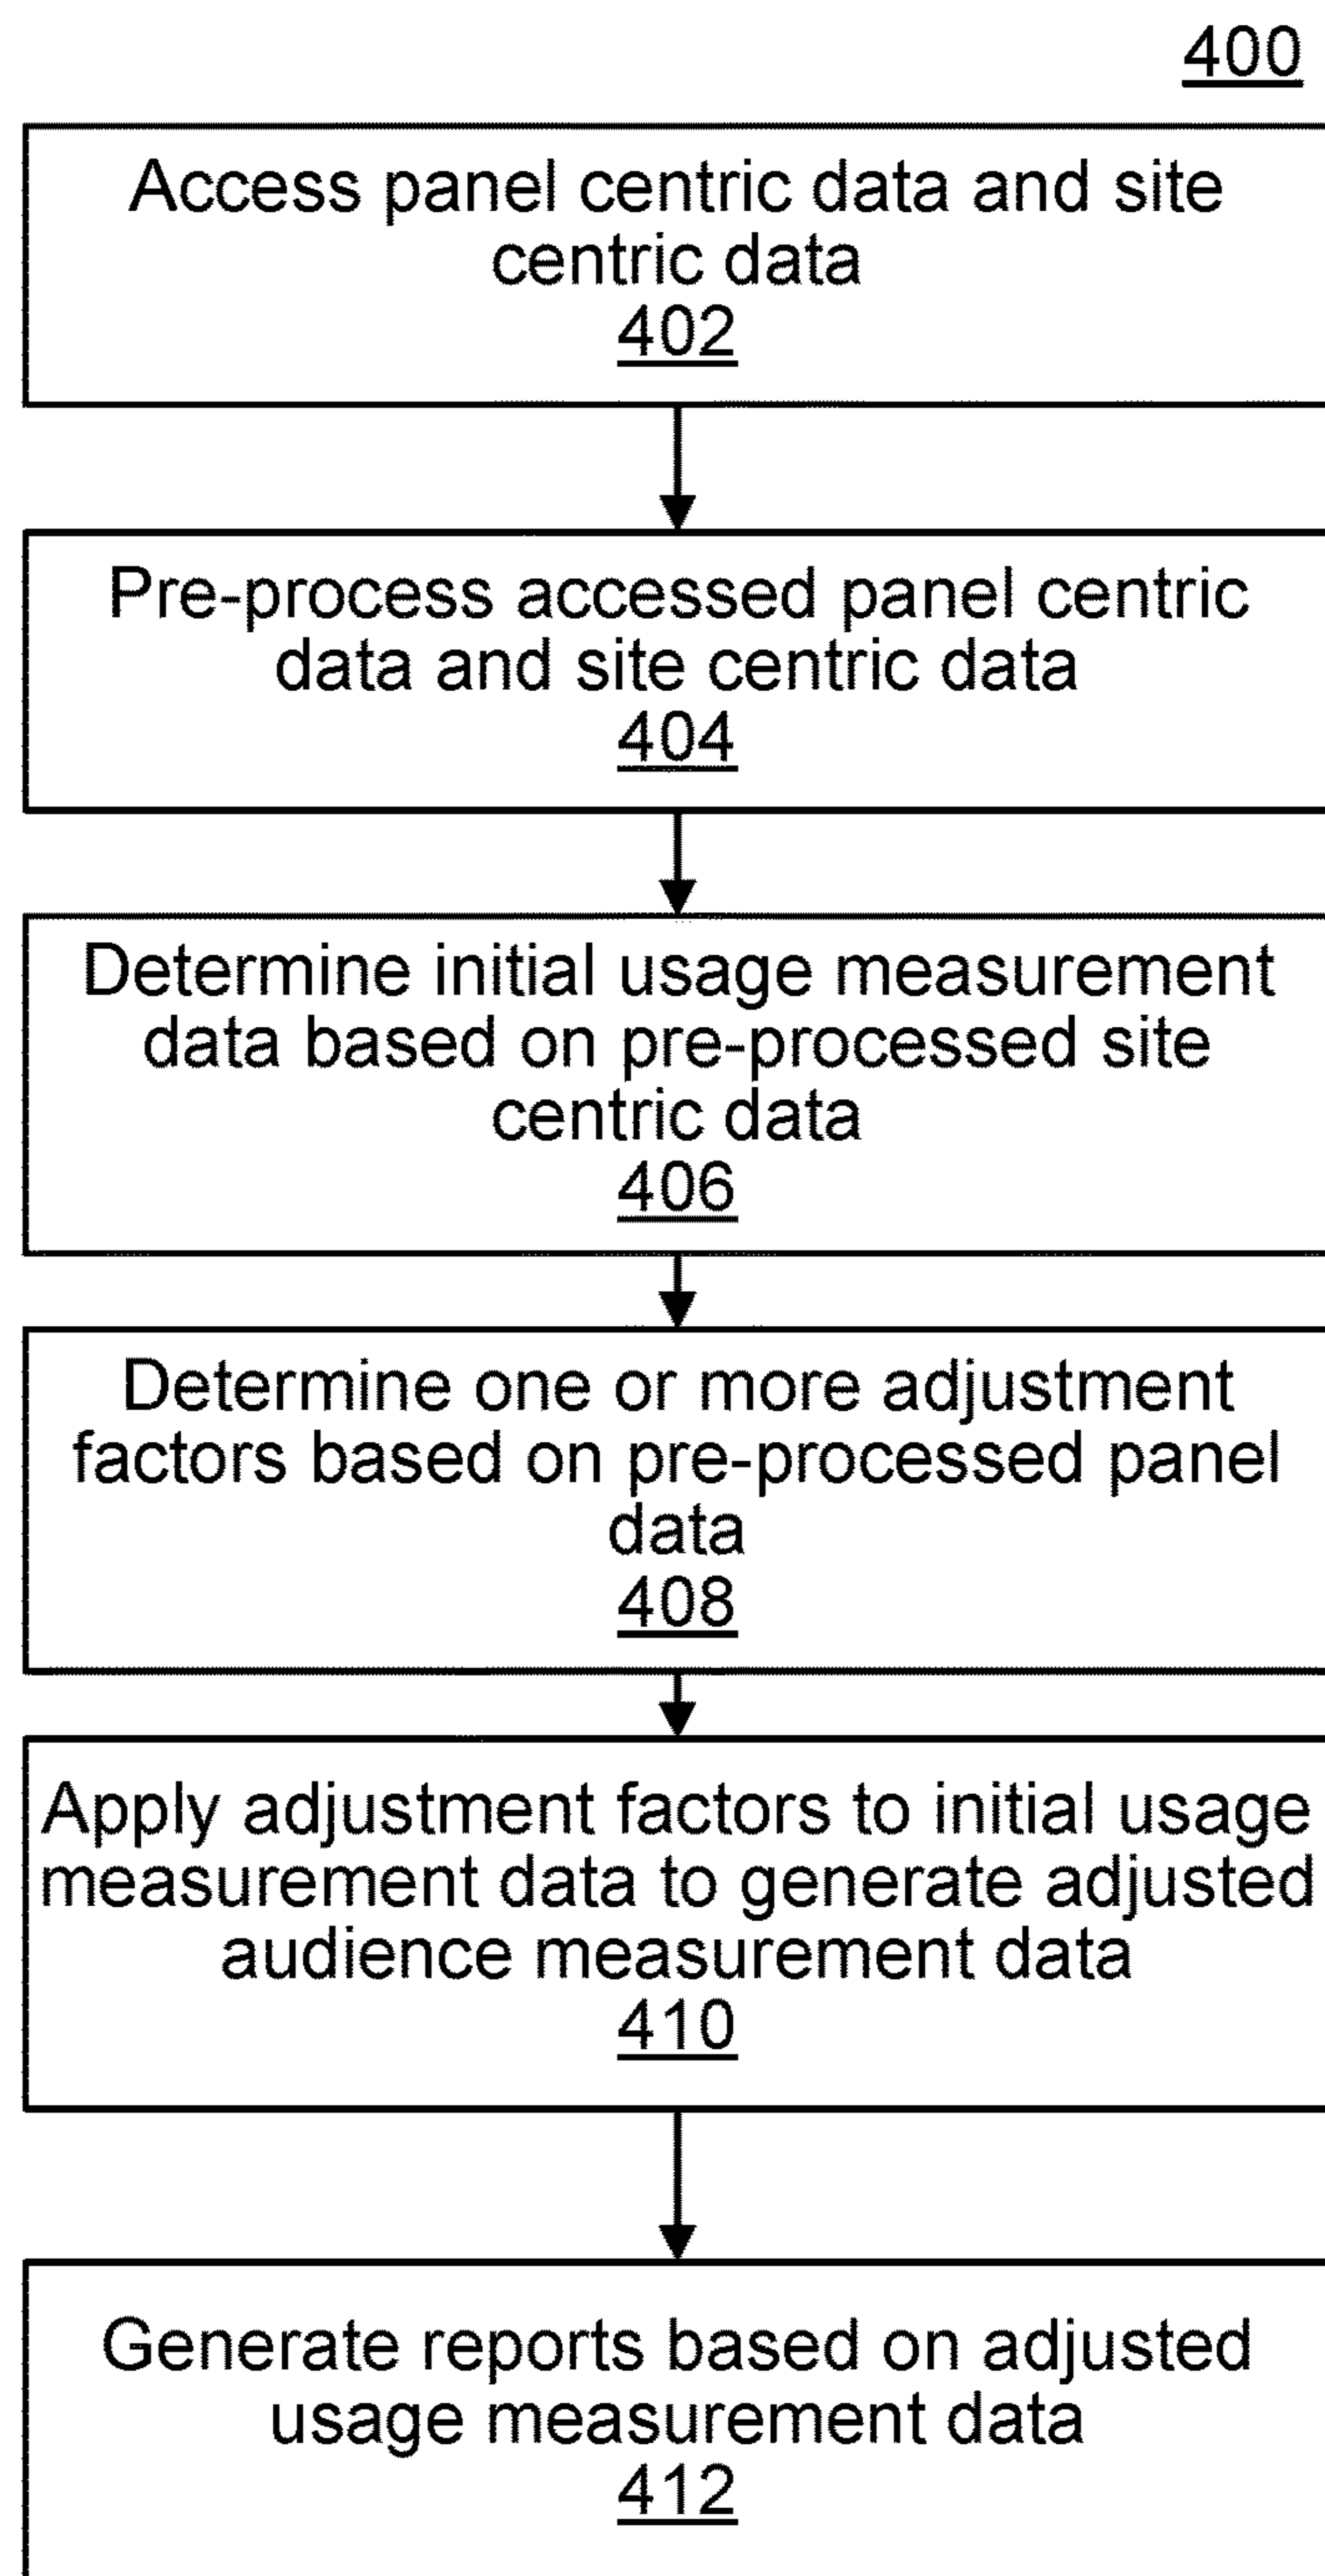 400
Access panel centric data and site
centric data
402
Pre-process accessed panel centric
data and site centric data
404
Determine initial usage measurement
data based on pre-processed site
centric data
406
Determine one or more adjustment
factors based on pre-processed panel
data
408
Apply adjustment factors to initial usage
measurement data to generate adjusted
audience measurement data
410
Generate reports based on adjusted
usage measurement data
412